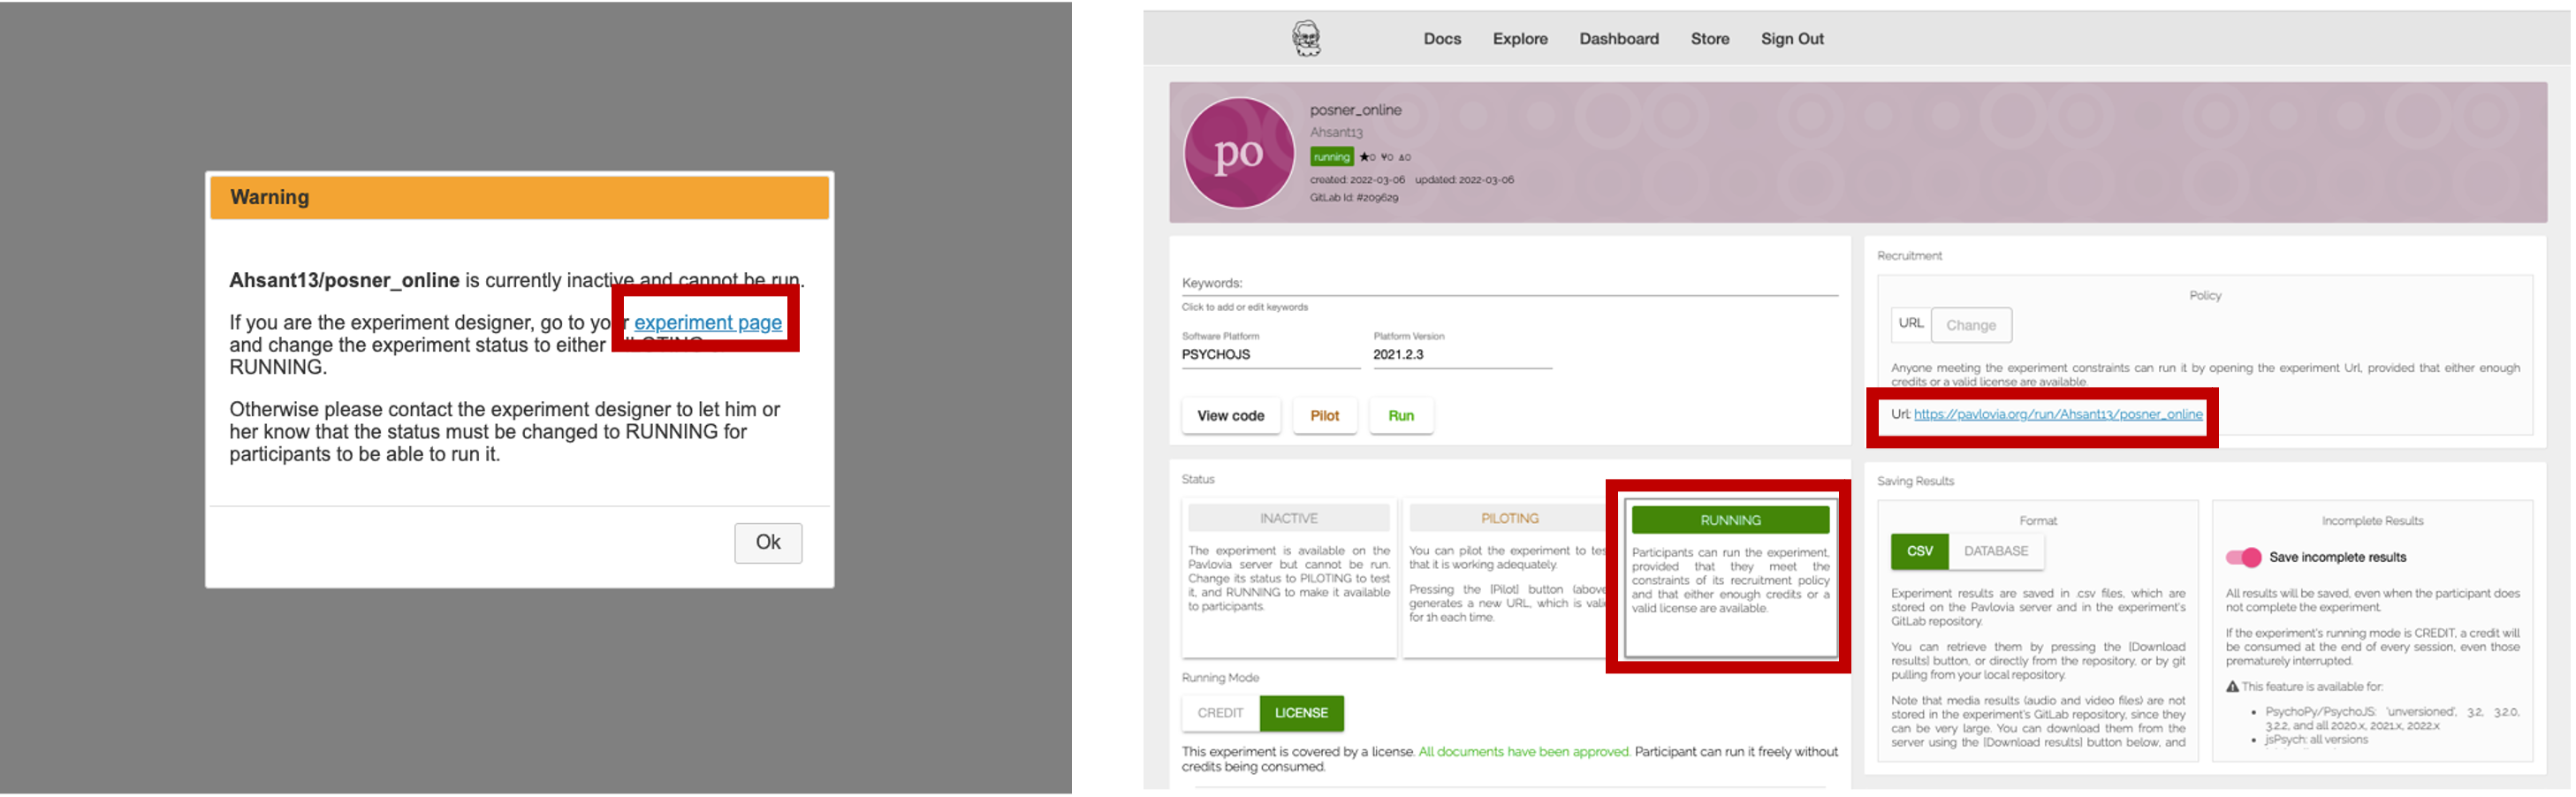 Warning
Ahsant13/posner_online is currently inactive and cannot be run.
If you are the experiment designer, go to your experiment page
and change the experiment status to either
RUNNING.
Otherwise please contact the experiment designer to let him or
her know that the status must be changed to RUNNING for
participants to be able to run it.
Ok
Docs Explore Dashboard Store Sign Out
po
posner_online
Ahsant13
running ★0 0 0
created: 2022-03-06 updated: 2022-03-06
GitLab Id: #209629
Keywords:
Click to add or edit keywords
Software Platform Platform Version
PSYCHOJS 2021.2.3
View code Pilot Run
Recruitment
Policy
URL Change
Anyone meeting the experiment constraints can run it by opening the experiment Url, provided that either enough
credits or a valid license are available.
Url: https://pavlovia.org/run/Ahsant13/posner_online
Status
INACTIVE
The experiment is available on the
Pavlovia server but cannot be run.
Change its status to PILOTING to test
it, and RUNNING to make it available
to participants.
PILOTING
You can pilot the experiment to
that it is working adequately.
Pressing the [Pilot] button
generates a new URL, which is
for 1h each time.
RUNNING
Participants can run the experiment,
provided that they meet the
constraints of its recruitment policy
and that either enough credits or a
valid license are available.
Running Mode
CREDIT LICENSE
This experiment is covered by a license. All documents have been approved. Participant can run it freely without
credits being consumed.
Saving Results
Format
CSV DATABASE
Experiment results are saved in .csv files, which are
stored on the Pavlovia server and in the experiment's
GitLab repository.
You can retrieve them by pressing the [Download
results] button, or directly from the repository, or by git
pulling from your local repository.
Note that media results (audio and video files) are not
stored in the experiment's GitLab repository, since they
can be very large. You can download them from the
server using the [Download results] button below, and
Incomplete Results
Save incomplete results
All results will be saved, even when the participant does
not complete the experiment.
If the experiment's running mode is CREDIT, a credit will
be consumed at the end of every session, even those
prematurely interrupted.
This feature is available for:
• PsychoPy/PsychoJS: 'unversioned', 3.2, 3.2.0,
3.2.2, and all 2020.x, 2021.x, 2022.x
• jsPsych: all versions